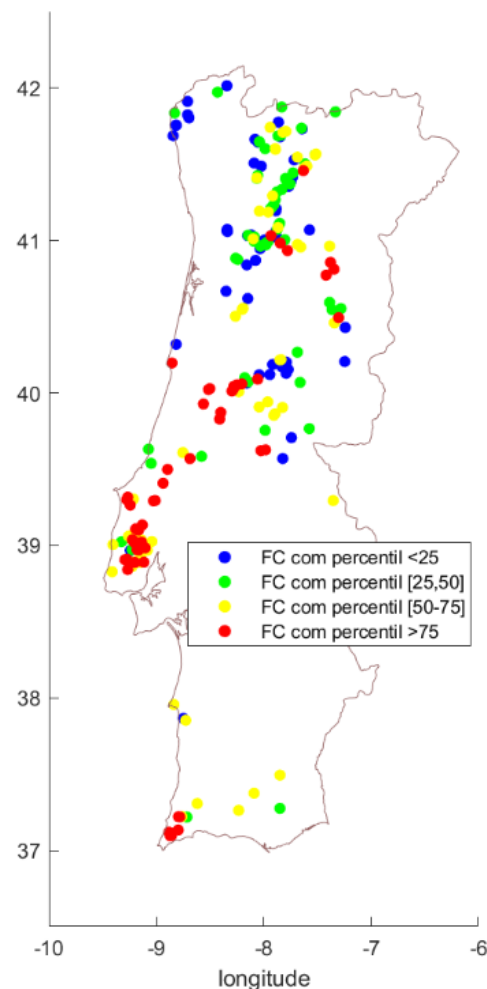 42
41
40
39
38
37
FC com percentil <25
FC com percentil [25,50]
FC com percentil [50-75]
FC com percentil >75
-10
-9
-8
-7
-6
longitude